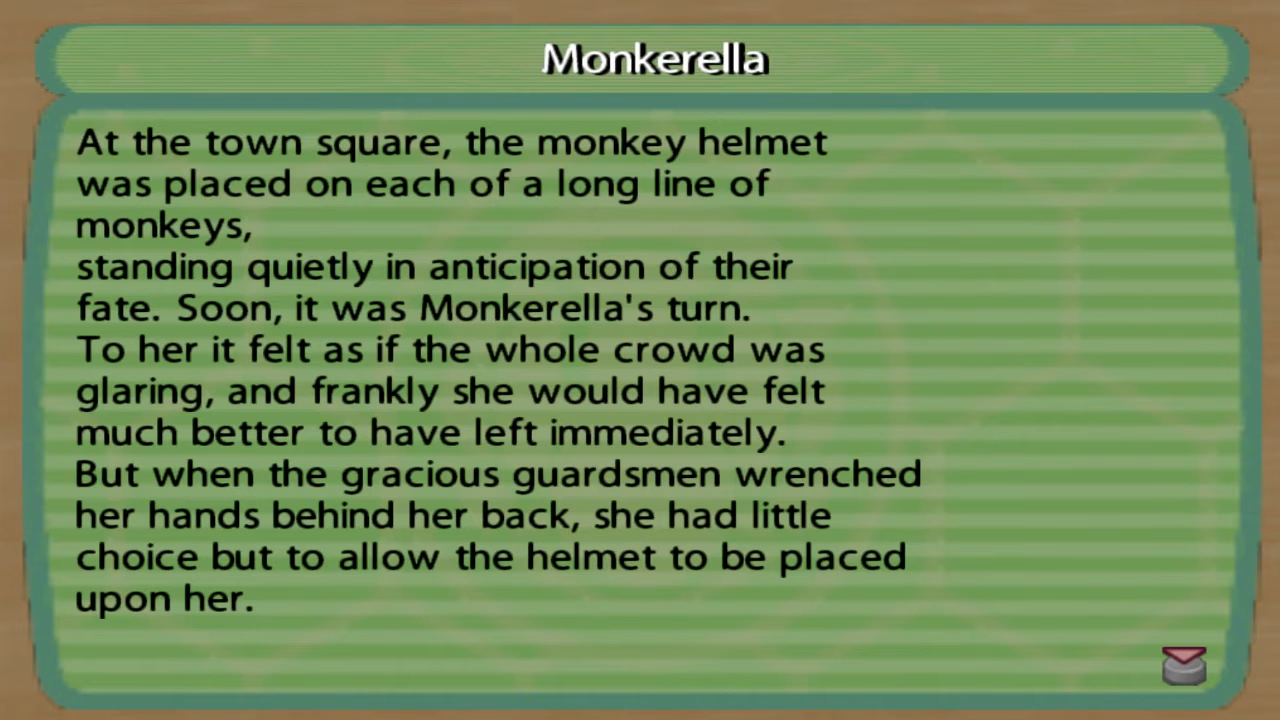 Monkerella
At the town square, the monkey helmet
was placed on each of a long line of
monkeys,
standing quietly in anticipation of their
fate. Soon, it was Monkerella's turn.
To her it felt as if the whole crowd was
glaring, and frankly she would have felt
much better to have left immediately.
But when the gracious guardsmen wrenched
her hands behind her back, she had little
choice but to allow the helmet to be placed
upon her.